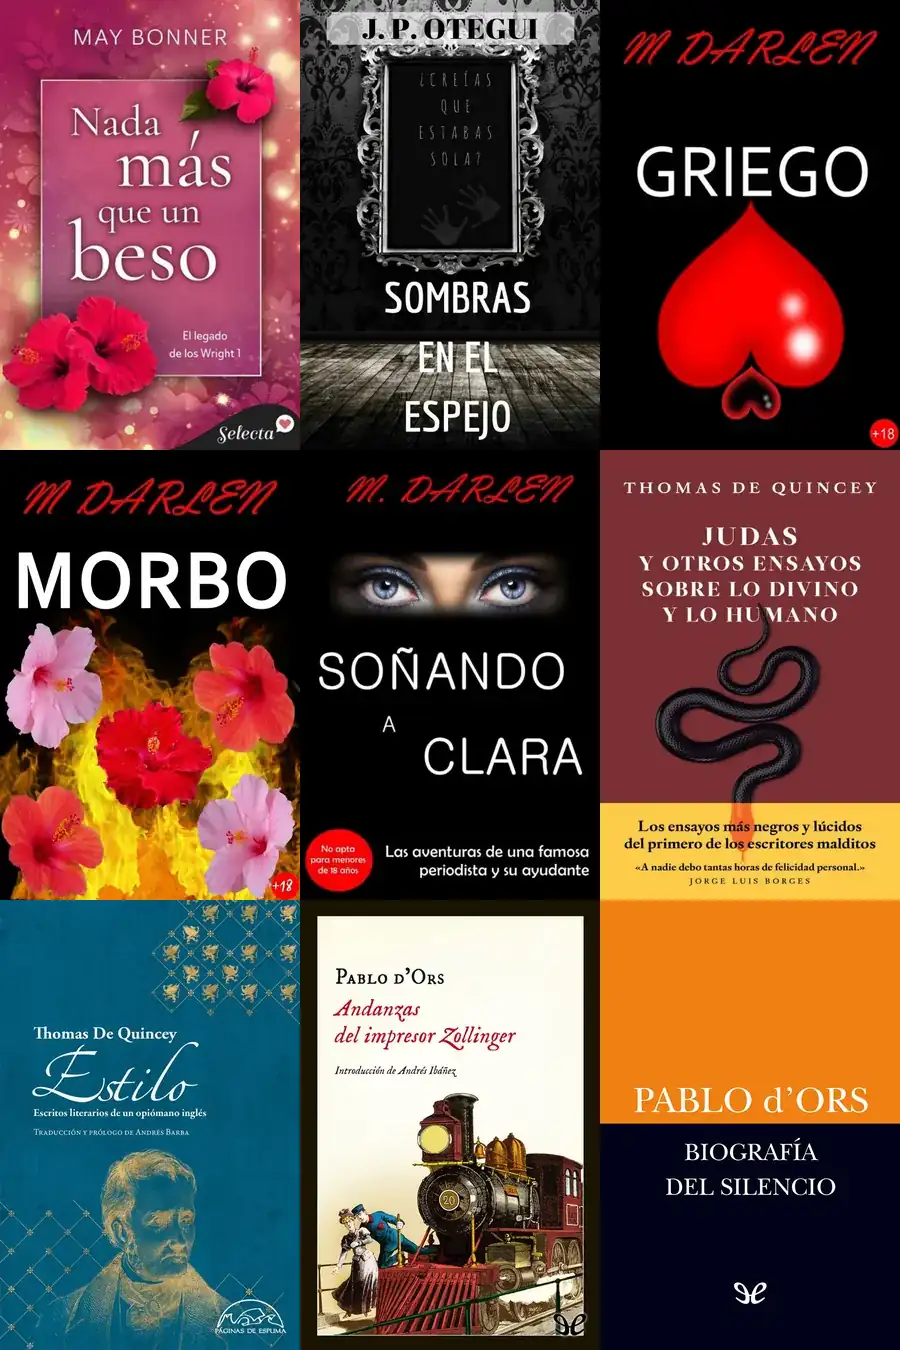 MAY BONNER
Nada
más
que un
beso
El legado
de los Wright 1
Selecta
J. P. OTEGUI
¿CREÍAS
QUE
ESTABAS
SOLA?
SOMBRAS
EN EL
ESPEJO
M DARLEN
GRIEGO
+18
M DARLEN
MORBO
+18
M. DARLEN
SOÑANDO
A
CLARA
No apta
para menores
de 18 años
Las aventuras de una famosa
periodista y su ayudante
THOMAS DE QUINCEY
JUDAS
Y OTROS ENSAYOS
SOBRE LO DIVINO
Y LO HUMANO
Los ensayos más negros y lúcidos
del primero de los escritores malditos
«A nadie debo tantas horas de felicidad personal.»
JORGE LUIS BORGES
Thomas De Quincey
Estilo
Escritos literarios de un opiómano inglés
TRADUCCIÓN Y PRÓLOGO DE ANDRÉS BARBA
PÁGINAS DE ESPUMA
PABLO D'ORS
Andanzas
del impresor Zollinger
Introducción de Andrés Ibáñez
20
PABLO d'ORS
BIOGRAFÍA
DEL SILENCIO